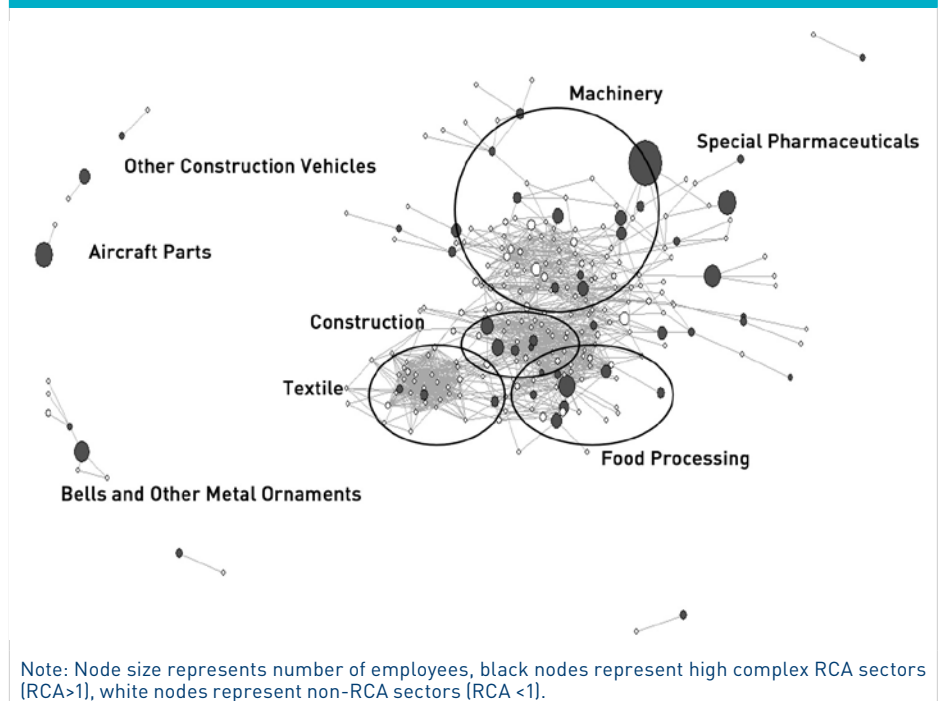 Machinery
Special Pharmaceuticals
Other Construction Vehicles
Aircraft Parts
Construction
Textile
Food Processing
Bells and Other Metal Ornaments
Note: Node size represents number of employees, black nodes represent high complex RCA sectors
(RCA>1), white nodes represent non-RCA sectors (RCA <1).